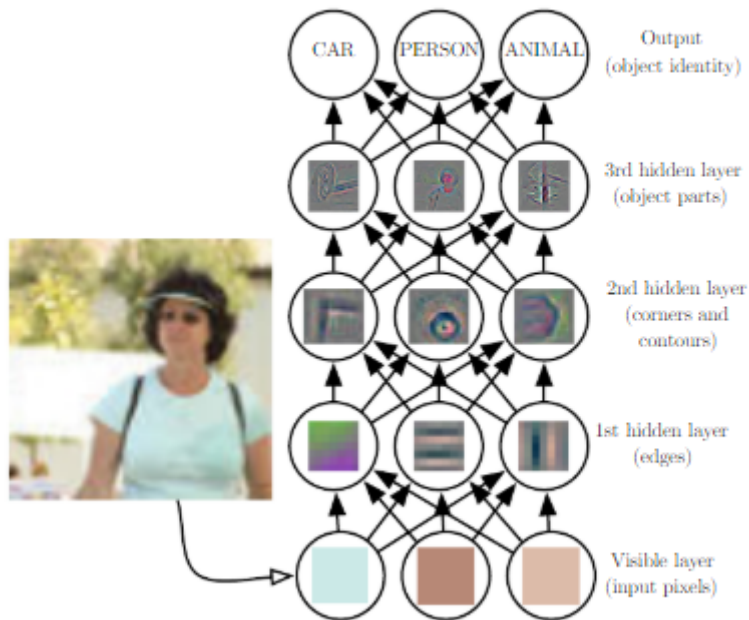 CAR PERSON ANIMAL
Output
(object identity)
3rd hidden layer
(object parts)
2nd hidden layer
(corners and
contours)
1st hidden layer
(edges)
Visible layer
(input pixels)